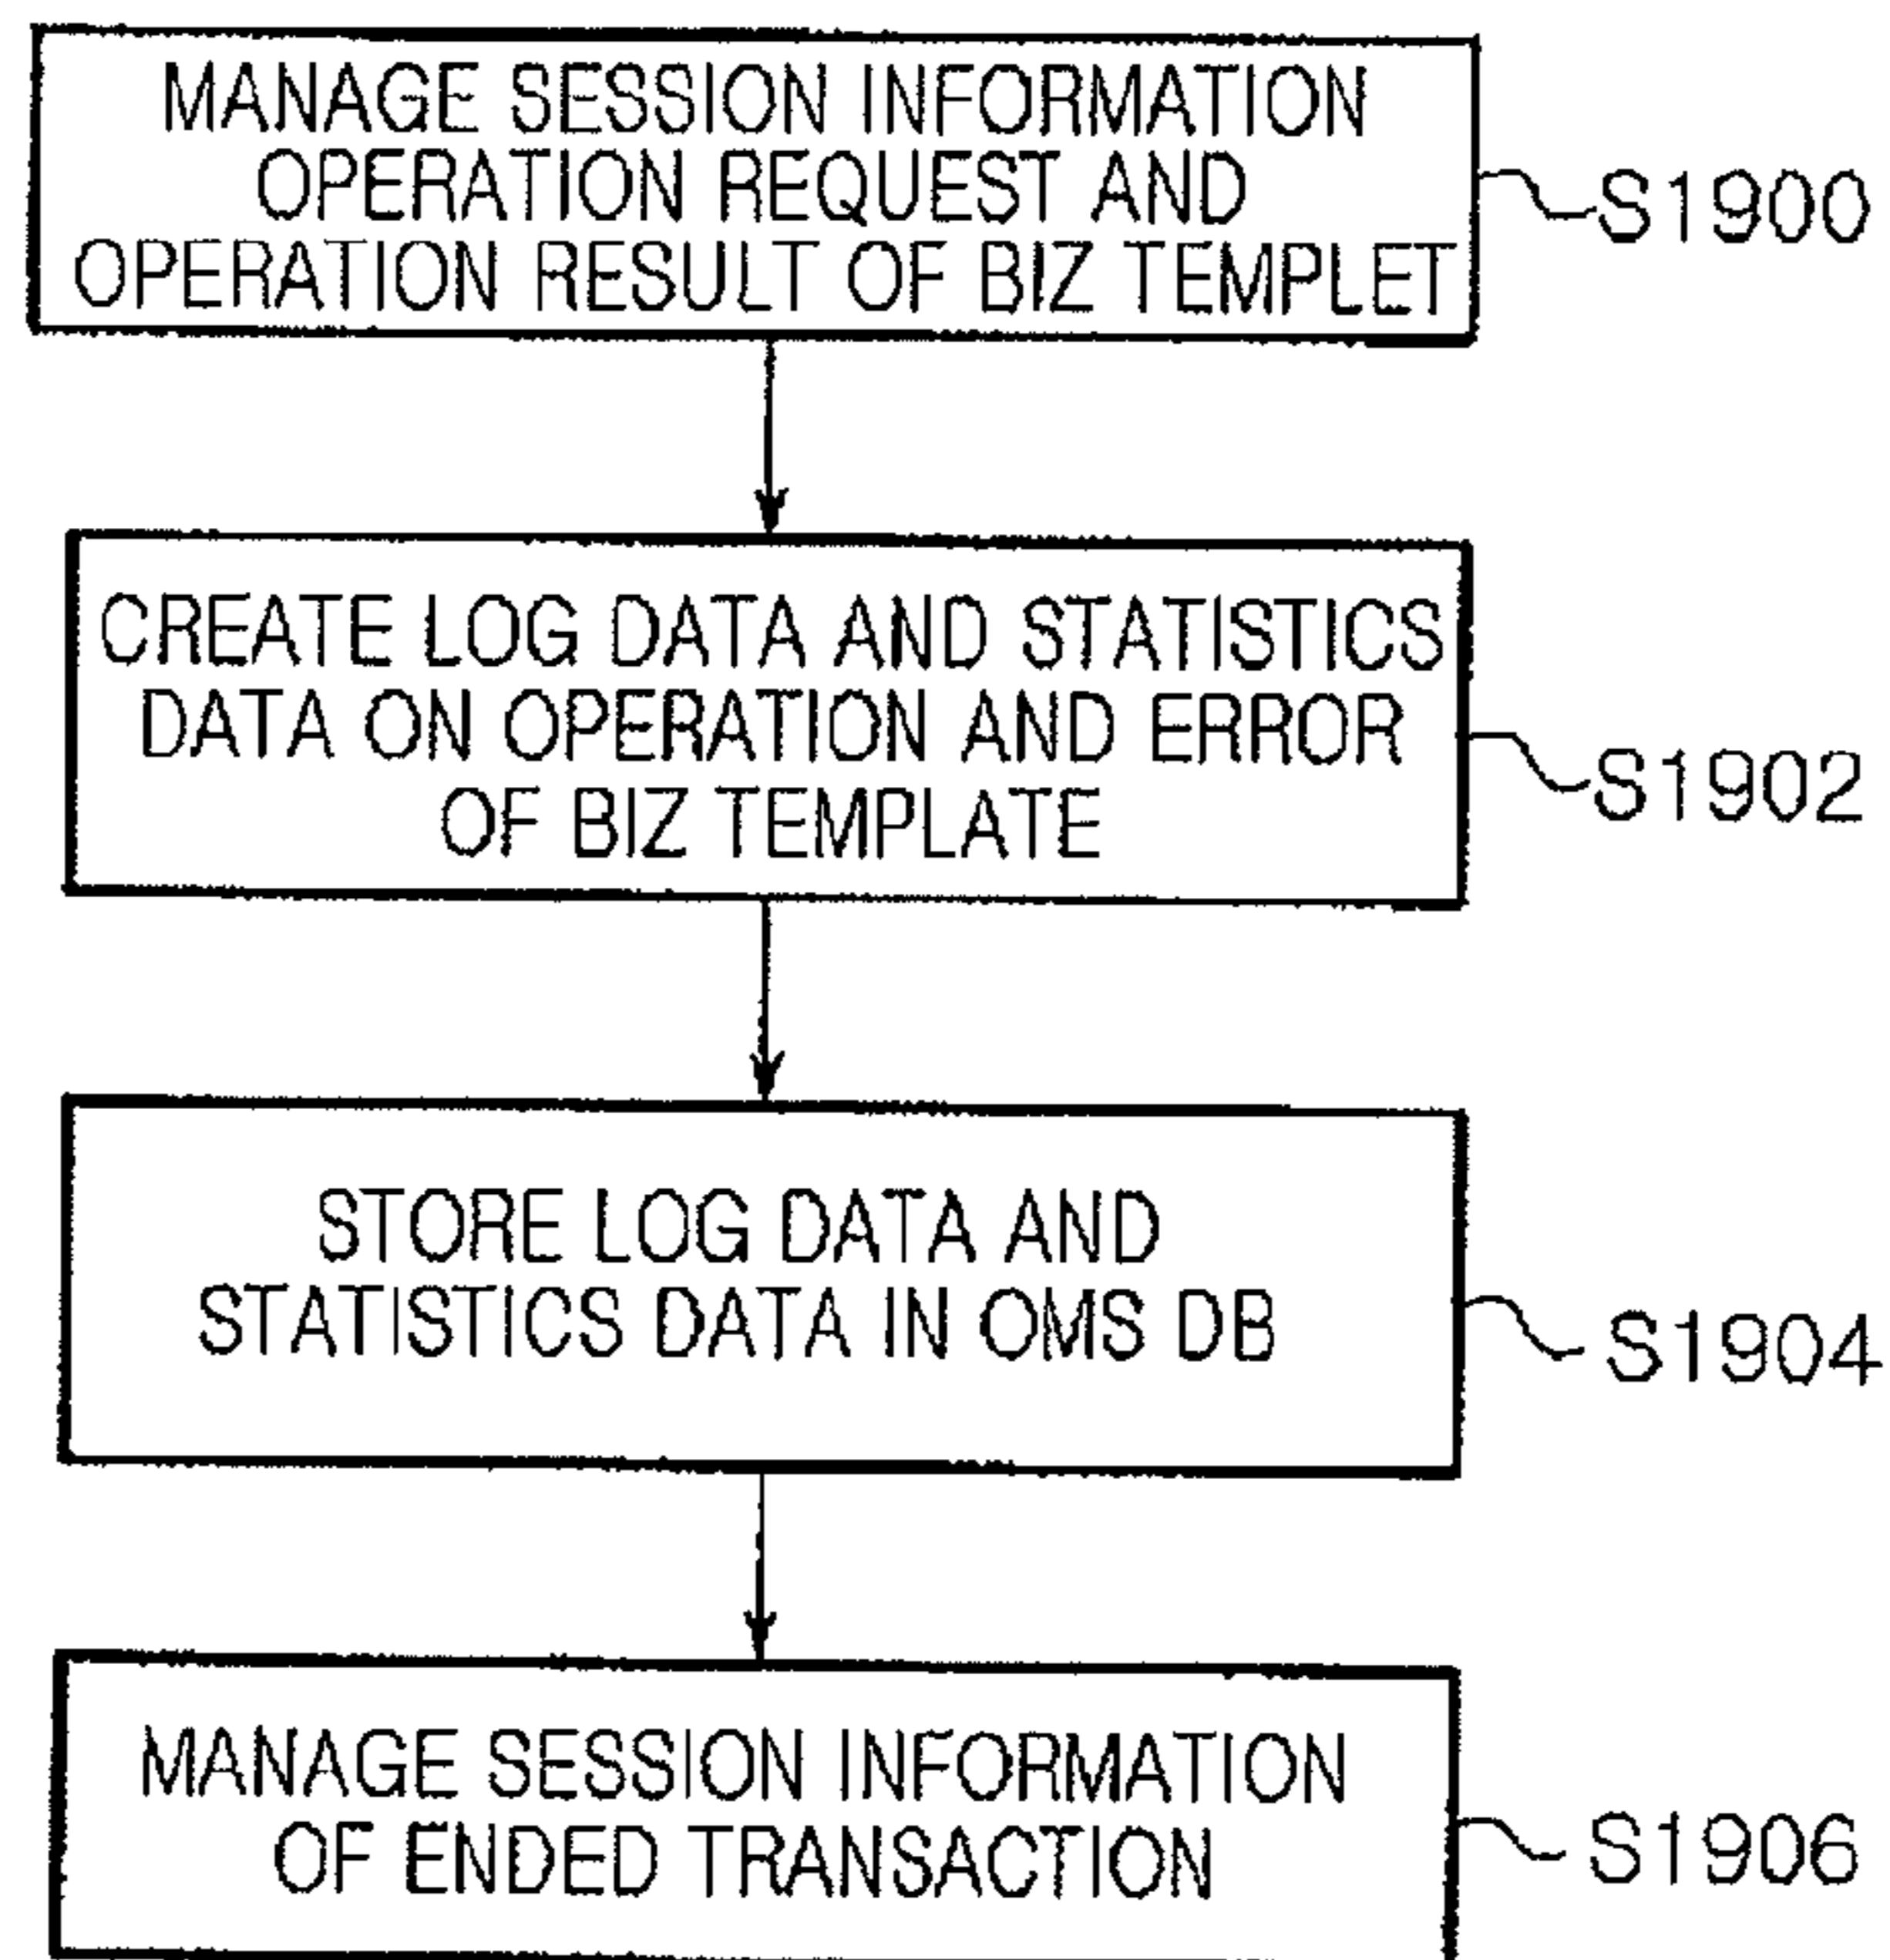 MANAGE SESSION INFORMATION
OPERATION REQUEST AND
OPERATION RESULT OF BIZ TEMPLET
S1900
CREATE LOG DATA AND STATISTICS
DATA ON OPERATION AND ERROR
OF BIZ TEMPLATE
S1902
STORE LOG DATA AND
STATISTICS DATA IN OMS DB
S1904
MANAGE SESSION INFORMATION
OF ENDED TRANSACTION
S1906